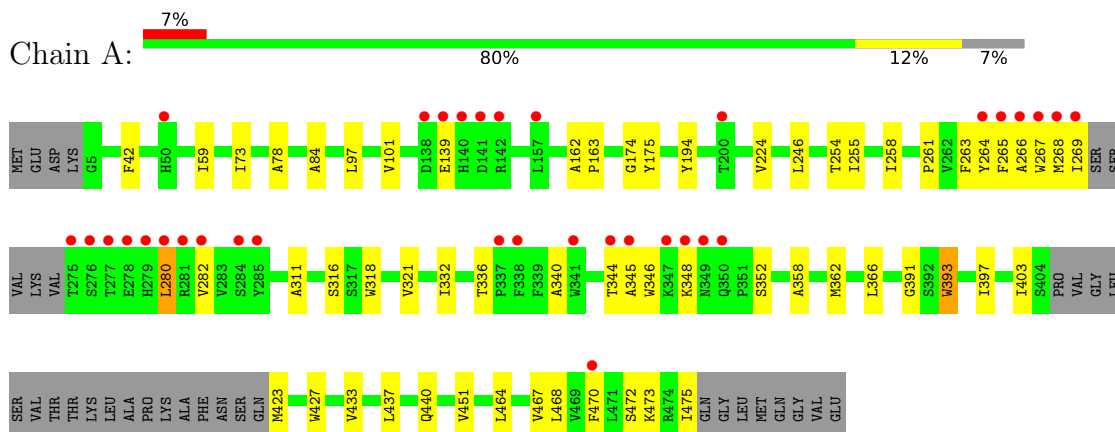 7%
Chain A:
80% 12% 7%
MET GLU ASP LYS G5 F42 H50 I59 I73 A78 A84 L97 V101 D138 E139 H140 D141 R142 L157 A162 P163 G174 Y175 Y194 T200 V224 L246 T254 I255 I258 P261 V262 F263 Y264 F265 A266 W267 M268 I269 SER SER
VAL LYS VAL T275 S276 T277 E278 H279 L280 R281 V282 V283 S284 Y285 A311 S316 S317 W318 V321 I332 T336 P337 F338 F339 A340 W341 T344 A345 W346 K347 K348 N349 Q350 P351 S352 A358 M362 L366 G391 S392 W393 I397 I403 S404 PRO VAL GLY LEU
SER VAL THR THR LYS LEU ALA PRO LYS ALA PHE ASN SER GLN M423 W427 V433 L437 Q440 V451 L464 V467 L468 V469 F470 L471 S472 K473 R474 I475 GLN GLY LEU MET GLN GLY VAL GLU